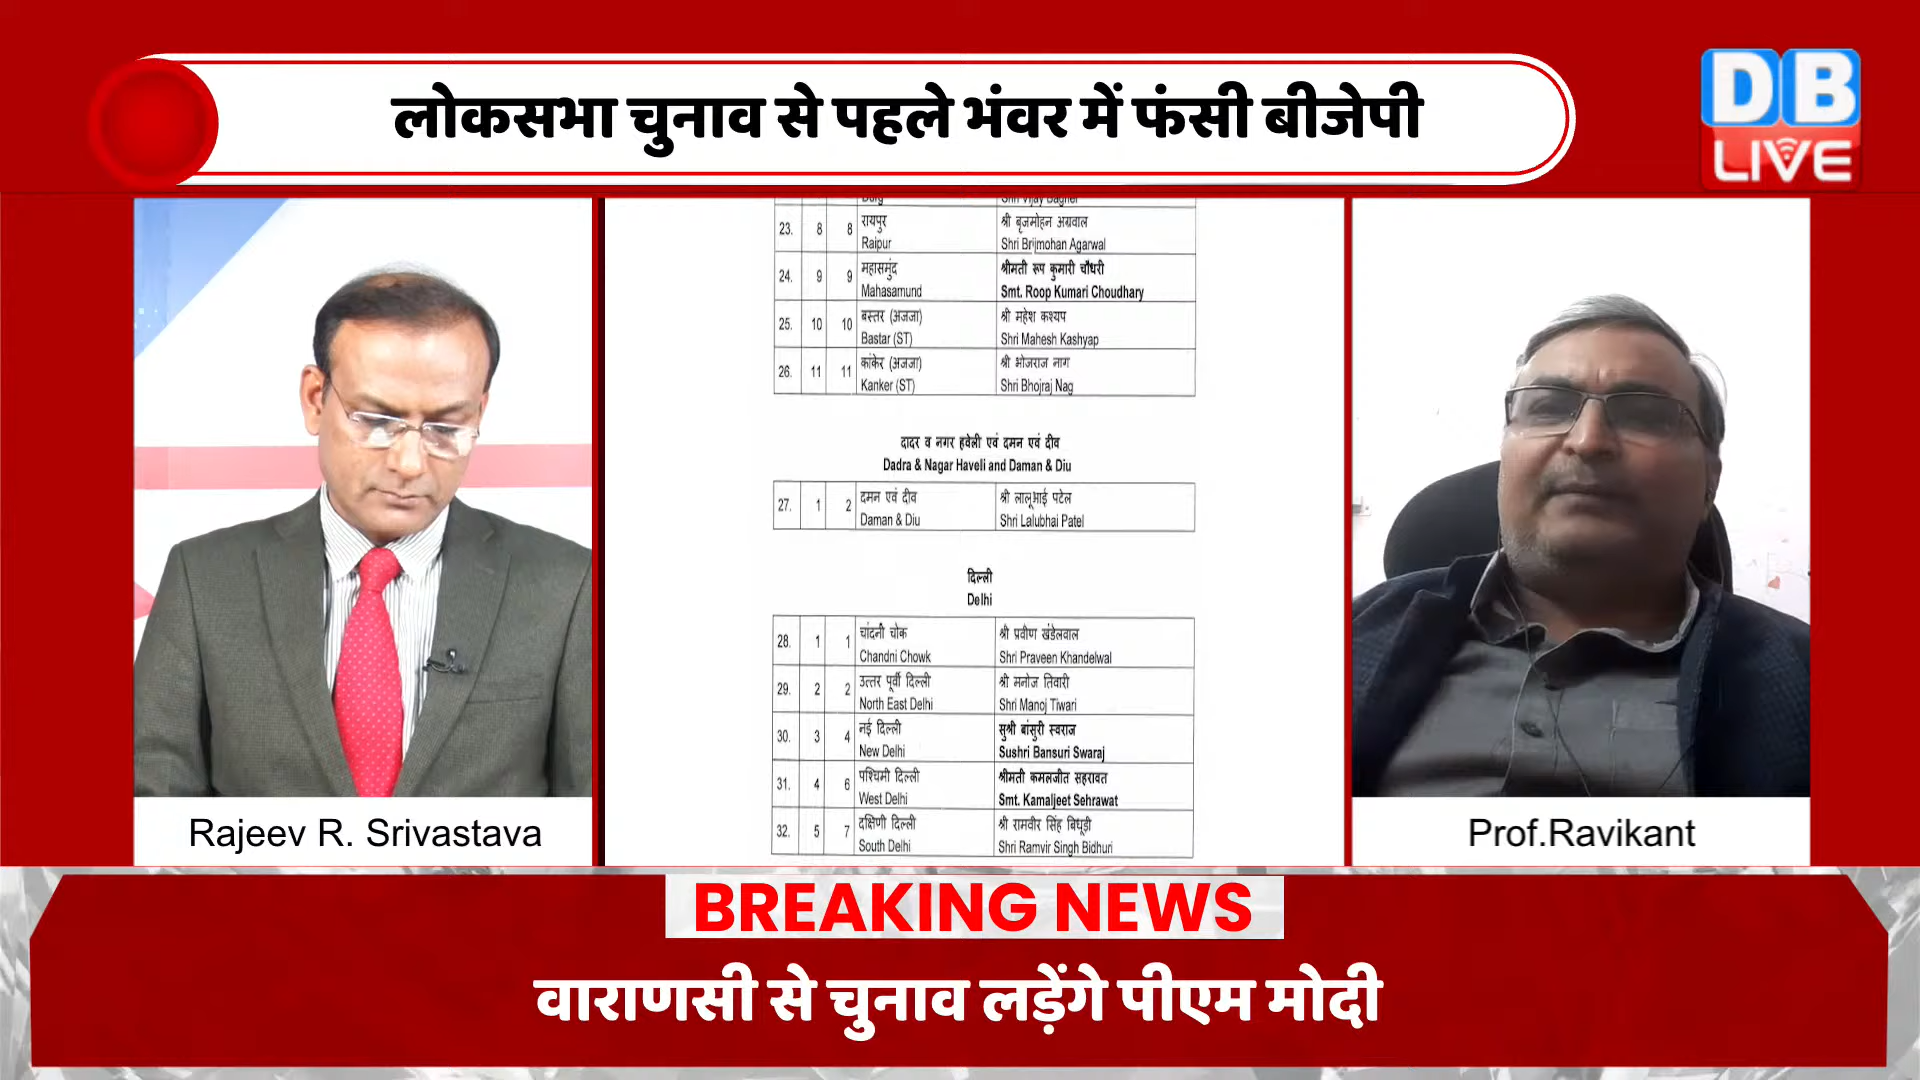 लोकसभा चुनाव से पहले भंवर में फंसी बीजेपी
DB
LIVE
Durg Shri Vijay Baghel
23. 8 8 रायपुर श्री बृजमोहन अग्रवाल
Raipur Shri Brijmohan Agarwal
24. 9 9 महासमुंद श्रीमती रूप कुमारी चौधरी
Mahasamund Smt. Roop Kumari Choudhary
25. 10 10 बस्तर (अजजा) श्री महेश कश्यप
Bastar (ST) Shri Mahesh Kashyap
26. 11 11 कांकेर (अजजा) श्री भोजराज नाग
Kanker (ST) Shri Bhojraj Nag
दादर व नगर हवेली एवं दमन एवं दीव
Dadra & Nagar Haveli and Daman & Diu
27. 1 2 दमन एवं दीव श्री लालूभाई पटेल
Daman & Diu Shri Lalubhai Patel
दिल्ली
Delhi
28. 1 1 चांदनी चोक श्री प्रवीण खंडेलवाल
Chandni Chowk Shri Praveen Khandelwal
29. 2 2 उत्तर पूर्वी दिल्ली श्री मनोज तिवारी
North East Delhi Shri Manoj Tiwari
30. 3 4 नई दिल्ली सुश्री बांसुरी स्वराज
New Delhi Sushri Bansuri Swaraj
31. 4 6 पश्चिमी दिल्ली श्रीमती कमलजीत सहरावत
West Delhi Smt. Kamaljeet Sehrawat
32. 5 7 दक्षिणी दिल्ली श्री रामवीर सिंह बिधूड़ी
South Delhi Shri Ramvir Singh Bidhuri
Rajeev R. Srivastava
Prof.Ravikant
BREAKING NEWS
वाराणसी से चुनाव लड़ेंगे पीएम मोदी